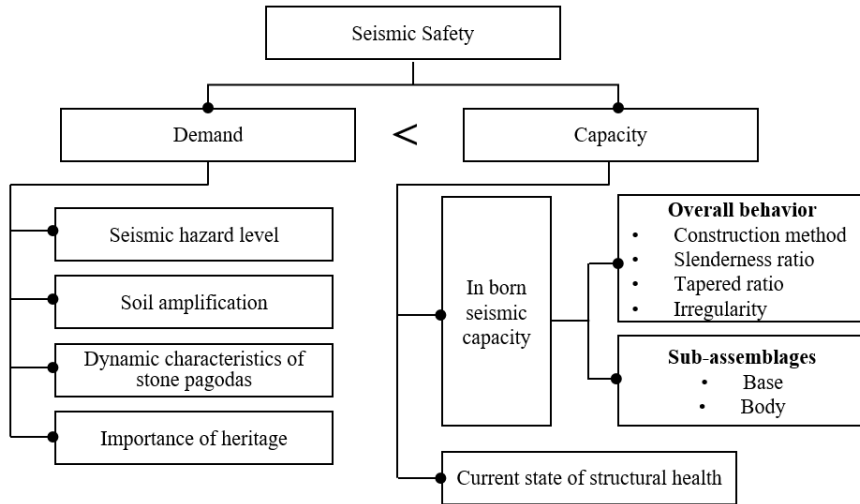 Seismic Safety
Demand
<
Capacity
Seismic hazard level
Soil amplification
Dynamic characteristics of
stone pagodas
Importance of heritage
In born
seismic
capacity
Overall behavior
• Construction method
• Slenderness ratio
• Tapered ratio
• Irregularity
Sub-assemblages
• Base
• Body
Current state of structural health